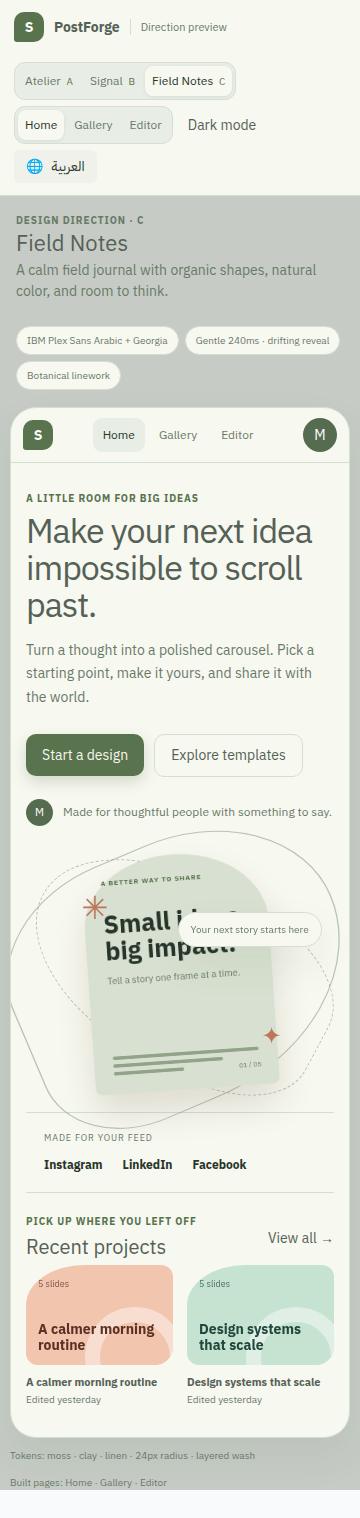 S PostForge Direction preview
Atelier A Signal B Field Notes C
Home Gallery Editor Dark mode
العربية
DESIGN DIRECTION · C
Field Notes
A calm field journal with organic shapes, natural
color, and room to think.
IBM Plex Sans Arabic + Georgia Gentle 240ms · drifting reveal
Botanical linework
S Home Gallery Editor M
A LITTLE ROOM FOR BIG IDEAS
Make your next idea
impossible to scroll
past.
Turn a thought into a polished carousel. Pick a
starting point, make it yours, and share it with
the world.
Start a design Explore templates
M Made for thoughtful people with something to say.
A BETTER WAY TO SHARE
Small
Your next story starts here
big impact.
Tell a story one frame at a time.
01 / 05
MADE FOR YOUR FEED
Instagram LinkedIn Facebook
PICK UP WHERE YOU LEFT OFF
Recent projects View all →
5 slides 5 slides
A calmer morning Design systems
routine that scale
A calmer morning routine Design systems that scale
Edited yesterday Edited yesterday
Tokens: moss · clay · linen · 24px radius · layered wash
Built pages: Home · Gallery · Editor